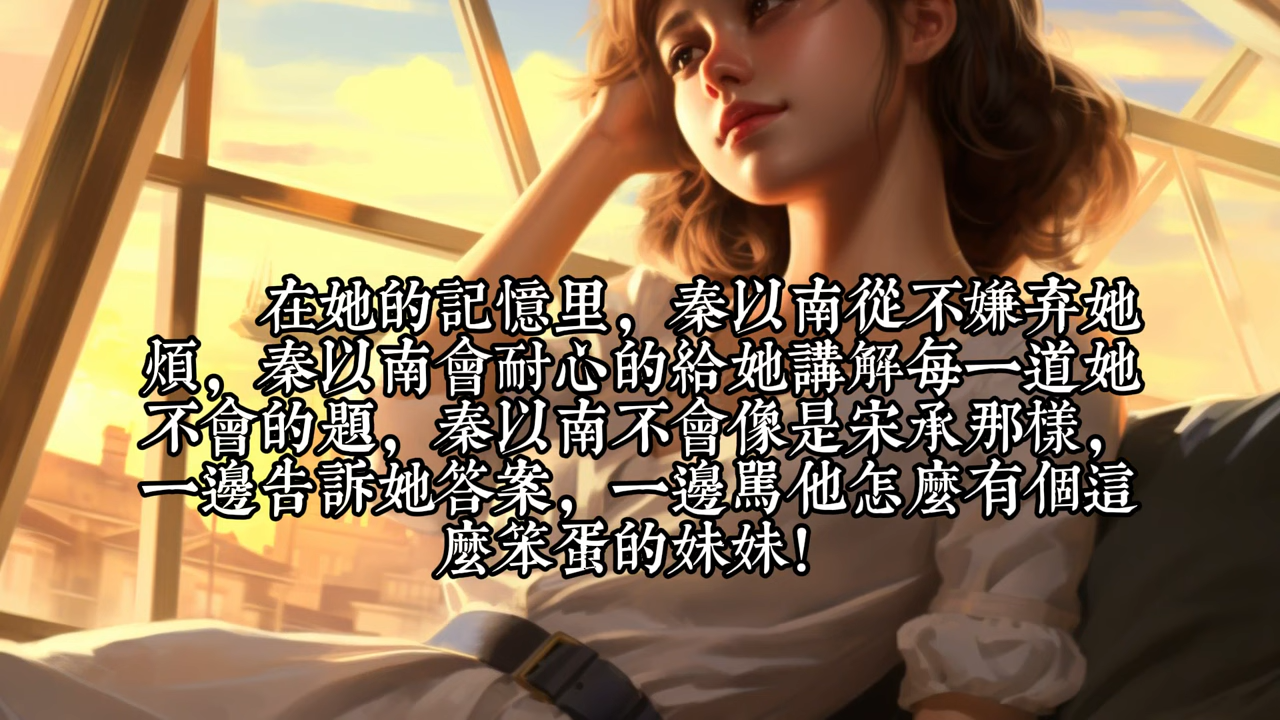 在她的記憶里，秦以南從不嫌弃她
煩，秦以南會耐心的給她講解每一道她
不會的題，秦以南不會像是宋承那樣，
一邊告訴她答案，一邊罵他怎麼有個這
麼笨蛋的妹妹！